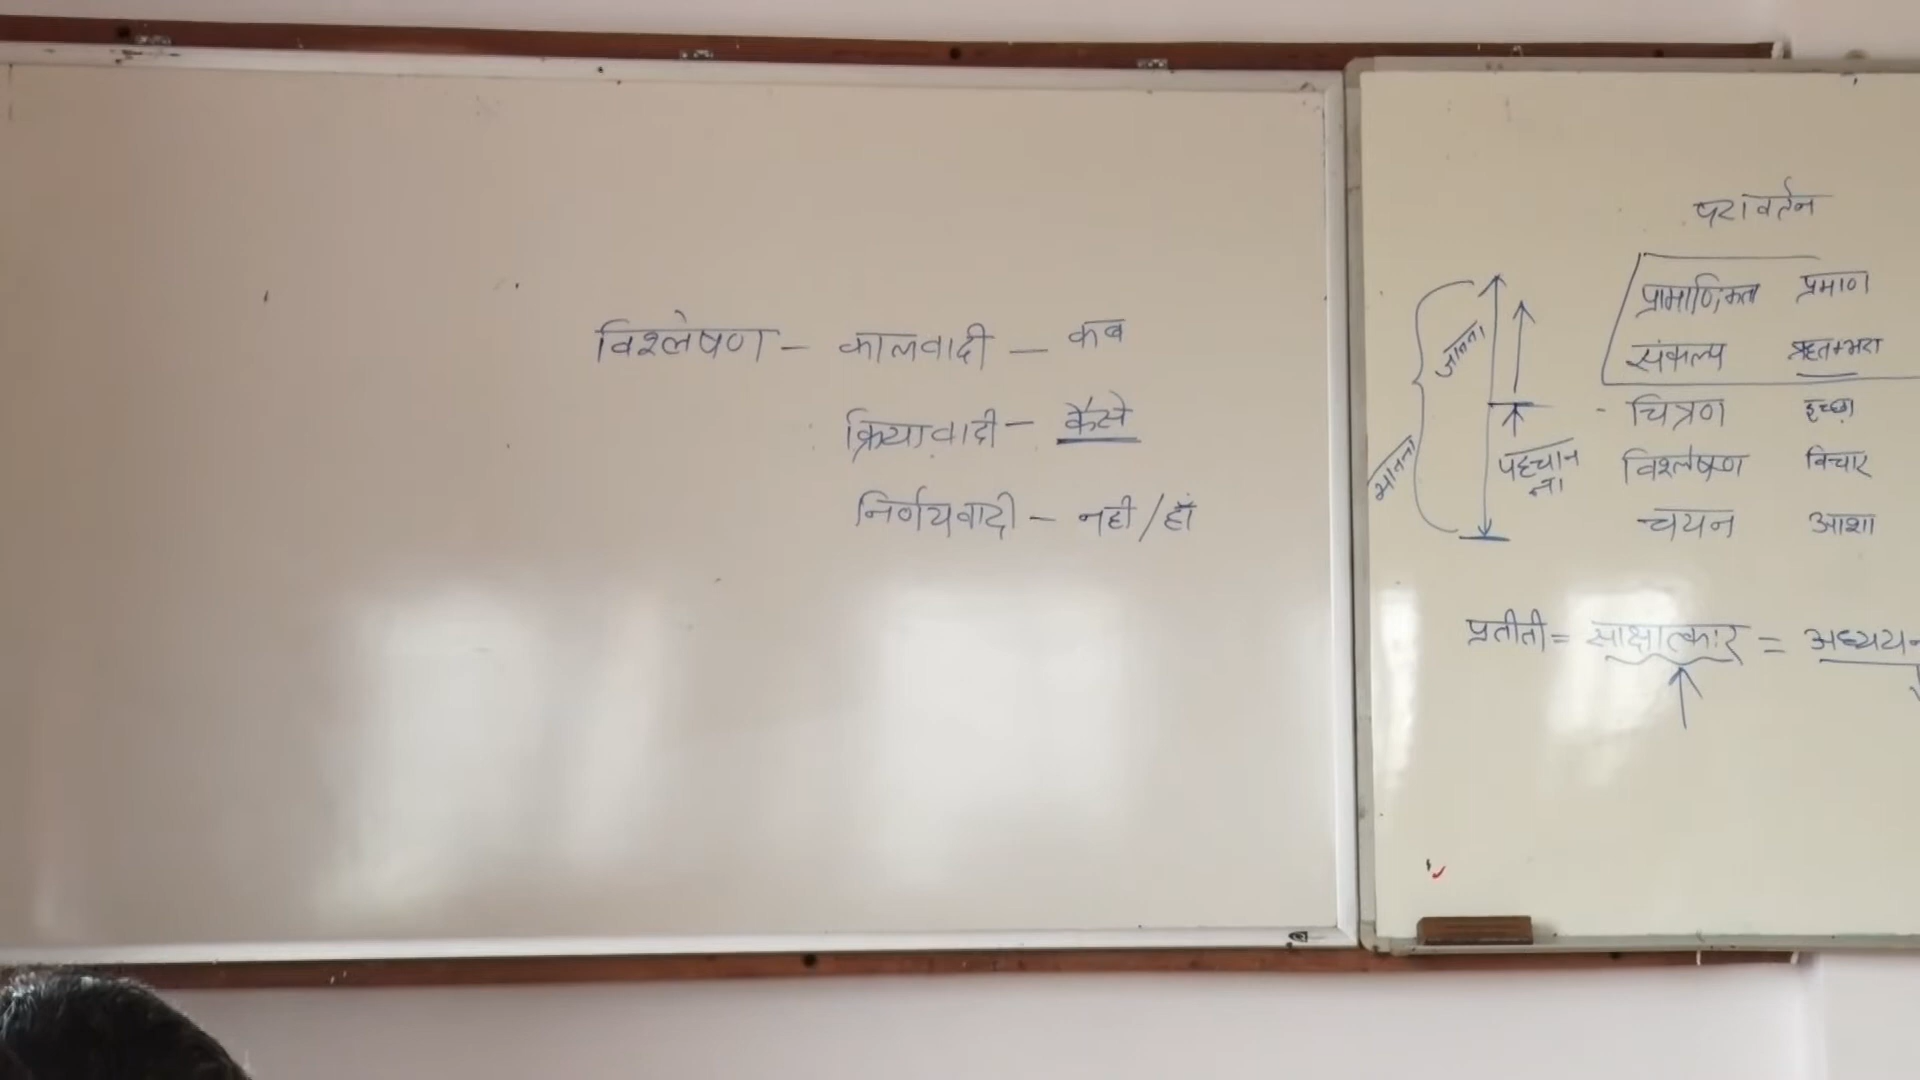 विश्लेषण – कालवादी – कब
क्रियावादी – कैसे
निर्णयवादी – नही / हाँ
परावर्तन
प्रामाणिकता प्रमाण
संकल्प ऋतम्भरा
चित्रण इच्छा
विश्लेषण विचार
चयन आशा
जानना
मानना
पहचान
ना
प्रतीती = साक्षात्कार = अध्ययन